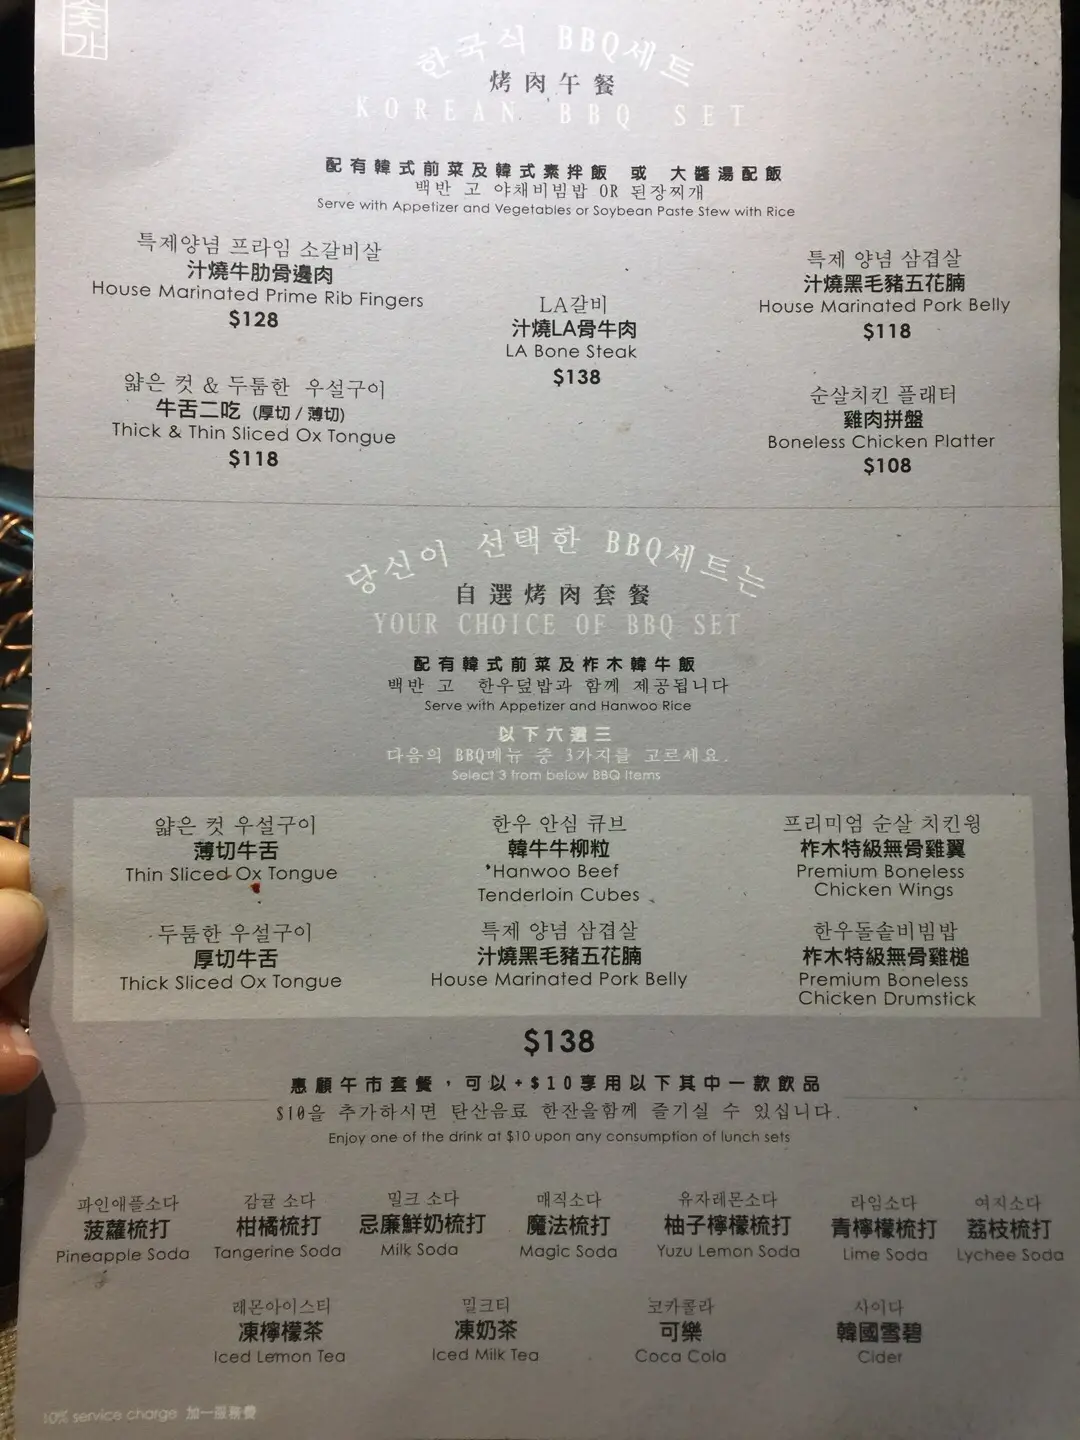 숯가
한국식 BBQ세트
烤肉午餐
KOREAN BBQ SET
配有韓式前菜及韓式素拌飯 或 大醬湯配飯
백반 고 야채비빔밥 OR 된장찌개
Serve with Appetizer and Vegetables or Soybean Paste Stew with Rice
특제양념 프라임 소갈비살
汁燒牛肋骨邊肉
House Marinated Prime Rib Fingers
$128
LA갈비
汁燒LA骨牛肉
LA Bone Steak
$138
특제 양념 삼겹살
汁燒黑毛豬五花腩
House Marinated Pork Belly
$118
얇은 컷 & 두툼한 우설구이
牛舌二吃 (厚切 / 薄切)
Thick & Thin Sliced Ox Tongue
$118
순살치킨 플래터
雞肉拼盤
Boneless Chicken Platter
$108
당신이 선택한 BBQ세트는
自選烤肉套餐
YOUR CHOICE OF BBQ SET
配有韓式前菜及柞木韓牛飯
백반 고 한우덮밥과 함께 제공됩니다
Serve with Appetizer and Hanwoo Rice
以下六選三
다음의 BBQ메뉴 중 3가지를 고르세요.
Select 3 from below BBQ Items
얇은 컷 우설구이
薄切牛舌
Thin Sliced Ox Tongue
한우 안심 큐브
韓牛牛柳粒
Hanwoo Beef
Tenderloin Cubes
프리미엄 순살 치킨윙
柞木特級無骨雞翼
Premium Boneless
Chicken Wings
두툼한 우설구이
厚切牛舌
Thick Sliced Ox Tongue
특제 양념 삼겹살
汁燒黑毛豬五花腩
House Marinated Pork Belly
한우돌솥비빔밥
柞木特級無骨雞槌
Premium Boneless
Chicken Drumstick
$138
惠顧午市套餐，可以+$10享用以下其中一款飲品
$10을 추가하시면 탄산음료 한잔을함께 즐기실 수 있십니다.
Enjoy one of the drink at $10 upon any consumption of lunch sets
파인애플소다
菠蘿梳打
Pineapple Soda
감귤 소다
柑橘梳打
Tangerine Soda
밀크 소다
忌廉鮮奶梳打
Milk Soda
매직소다
魔法梳打
Magic Soda
유자레몬소다
柚子檸檬梳打
Yuzu Lemon Soda
라임소다
青檸檬梳打
Lime Soda
여지소다
荔枝梳打
Lychee Soda
레몬아이스티
凍檸檬茶
Iced Lemon Tea
밀크티
凍奶茶
Iced Milk Tea
코카콜라
可樂
Coca Cola
사이다
韓國雪碧
Cider
10% service charge 加一服務費